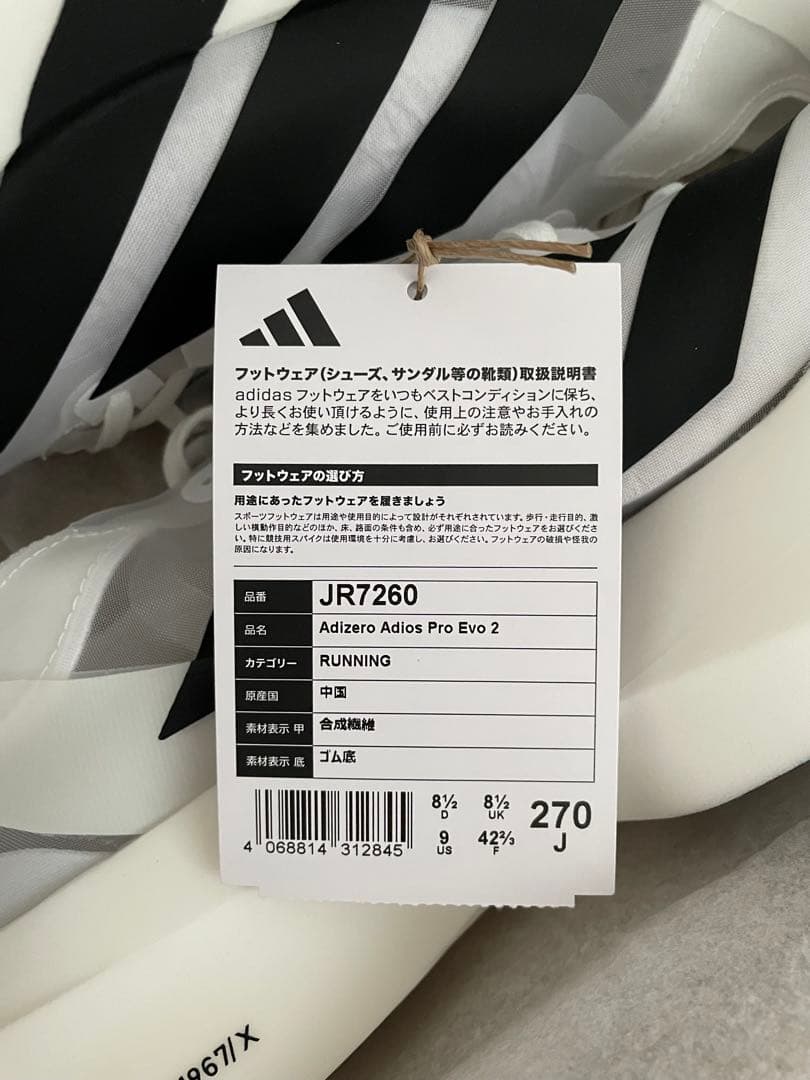 フットウェア(シューズ、サンダル等の靴類)取扱説明書
adidas フットウェアをいつもベストコンディションに保ち、
より長くお使い頂けるように、使用上の注意やお手入れの
方法などを集めました。ご使用前に必ずお読みください。
フットウェアの選び方
用途にあったフットウェアを履きましょう
スポーツフットウェアは用途や使用目的によって設計がそれぞれされています。歩行・走行目的、激
しい横動作目的などのほか、床、路面の条件も含め、必ず用途に合ったフットウェアをお選びくださ
い。特に競技用スパイクは使用環境を十分に考慮し、お選びください。フットウェアの破損や怪我の
原因になります。
品番 JR7260
品名 Adizero Adios Pro Evo 2
カテゴリー RUNNING
原産国 中国
素材表示 甲 合成繊維
素材表示 底 ゴム底
8½ 8½ 270
D UK J
9 42⅔
US F
4 068814 312845
967/X